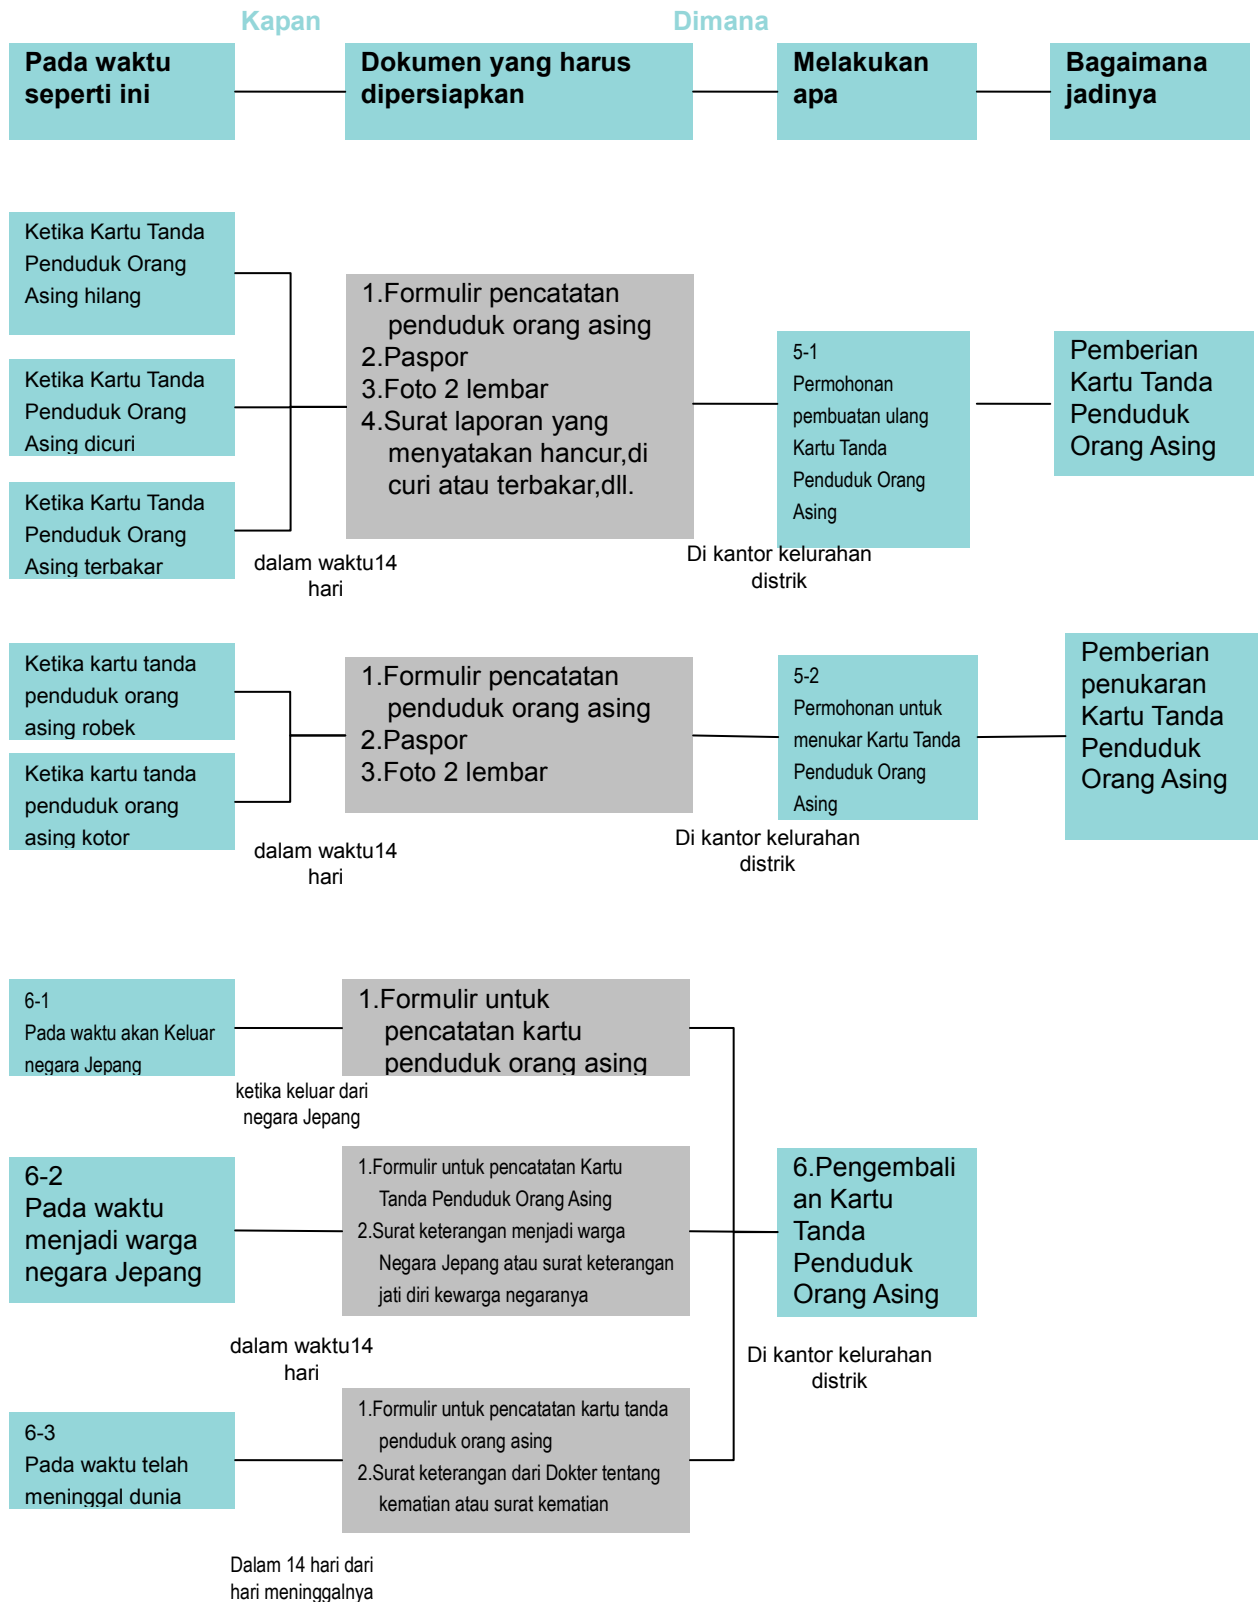 Kapan
Dimana
Pada waktu
seperti ini
Dokumen yang harus
dipersiapkan
Melakukan
apa
Bagaimana
jadinya
Ketika Kartu Tanda
Penduduk Orang
Asing hilang
Ketika Kartu Tanda
Penduduk Orang
Asing dicuri
Ketika Kartu Tanda
Penduduk Orang
Asing terbakar
dalam waktu14
hari
1.Formulir pencatatan
penduduk orang asing
2.Paspor
3.Foto 2 lembar
4.Surat laporan yang
menyatakan hancur,di
curi atau terbakar,dll.
Di kantor kelurahan
distrik
5-1
Permohonan
pembuatan ulang
Kartu Tanda
Penduduk Orang
Asing
Pemberian
Kartu Tanda
Penduduk
Orang Asing
Ketika kartu tanda
penduduk orang
asing robek
Ketika kartu tanda
penduduk orang
asing kotor
dalam waktu14
hari
1.Formulir pencatatan
penduduk orang asing
2.Paspor
3.Foto 2 lembar
Di kantor kelurahan
distrik
5-2
Permohonan untuk
menukar Kartu Tanda
Penduduk Orang
Asing
Pemberian
penukaran
Kartu Tanda
Penduduk
Orang Asing
6-1
Pada waktu akan Keluar
negara Jepang
ketika keluar dari
negara Jepang
1.Formulir untuk
pencatatan kartu
penduduk orang asing
6-2
Pada waktu
menjadi warga
negara Jepang
dalam waktu14
hari
1.Formulir untuk pencatatan Kartu
Tanda Penduduk Orang Asing
2.Surat keterangan menjadi warga
Negara Jepang atau surat keterangan
jati diri kewarga negaranya
6-3
Pada waktu telah
meninggal dunia
Dalam 14 hari dari
hari meninggalnya
1.Formulir untuk pencatatan kartu tanda
penduduk orang asing
2.Surat keterangan dari Dokter tentang
kematian atau surat kematian
Di kantor kelurahan
distrik
6.Pengembali
an Kartu
Tanda
Penduduk
Orang Asing